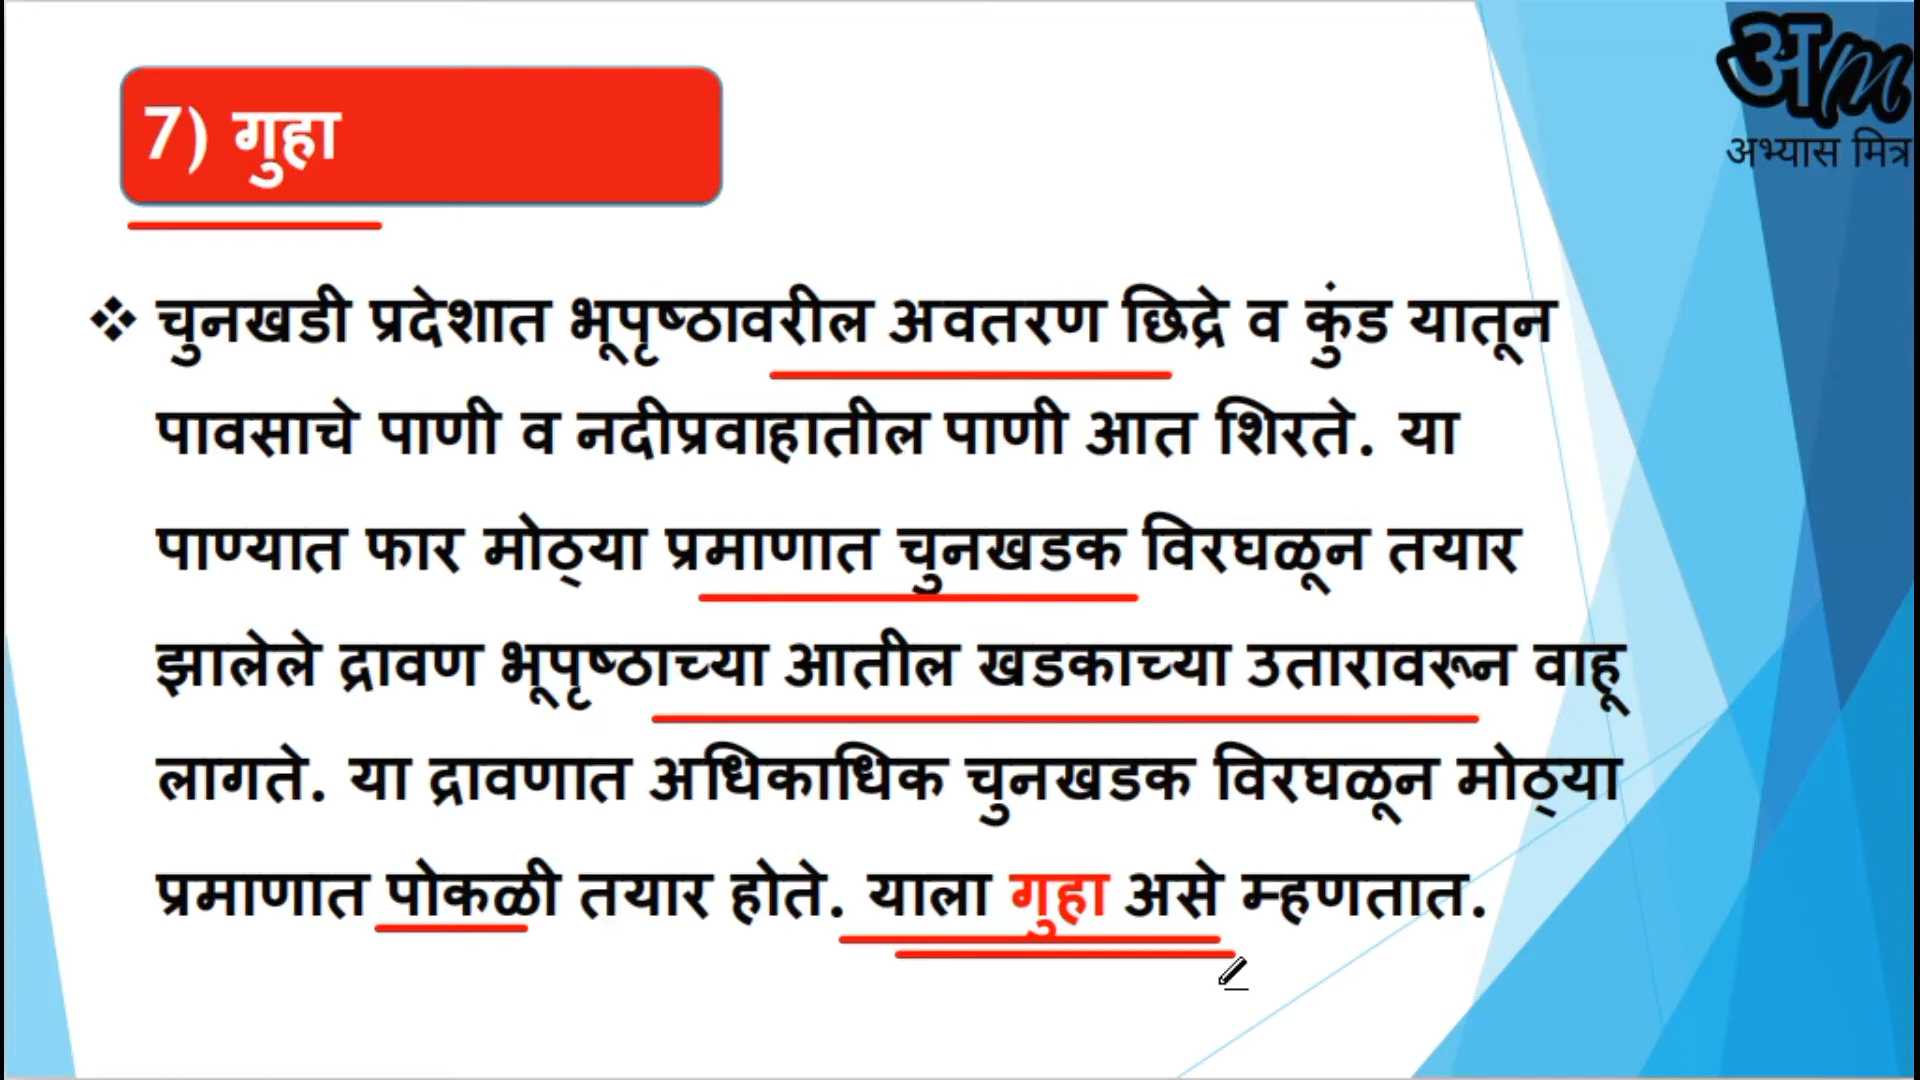 अm
अभ्यास मित्र
7) गुहा
❖ चुनखडी प्रदेशात भूपृष्ठावरील अवतरण छिद्रे व कुंड यातून
पावसाचे पाणी व नदीप्रवाहातील पाणी आत शिरते. या
पाण्यात फार मोठ्या प्रमाणात चुनखडक विरघळून तयार
झालेले द्रावण भूपृष्ठाच्या आतील खडकाच्या उतारावरून वाहू
लागते. या द्रावणात अधिकाधिक चुनखडक विरघळून मोठ्या
प्रमाणात पोकळी तयार होते. याला गुहा असे म्हणतात.